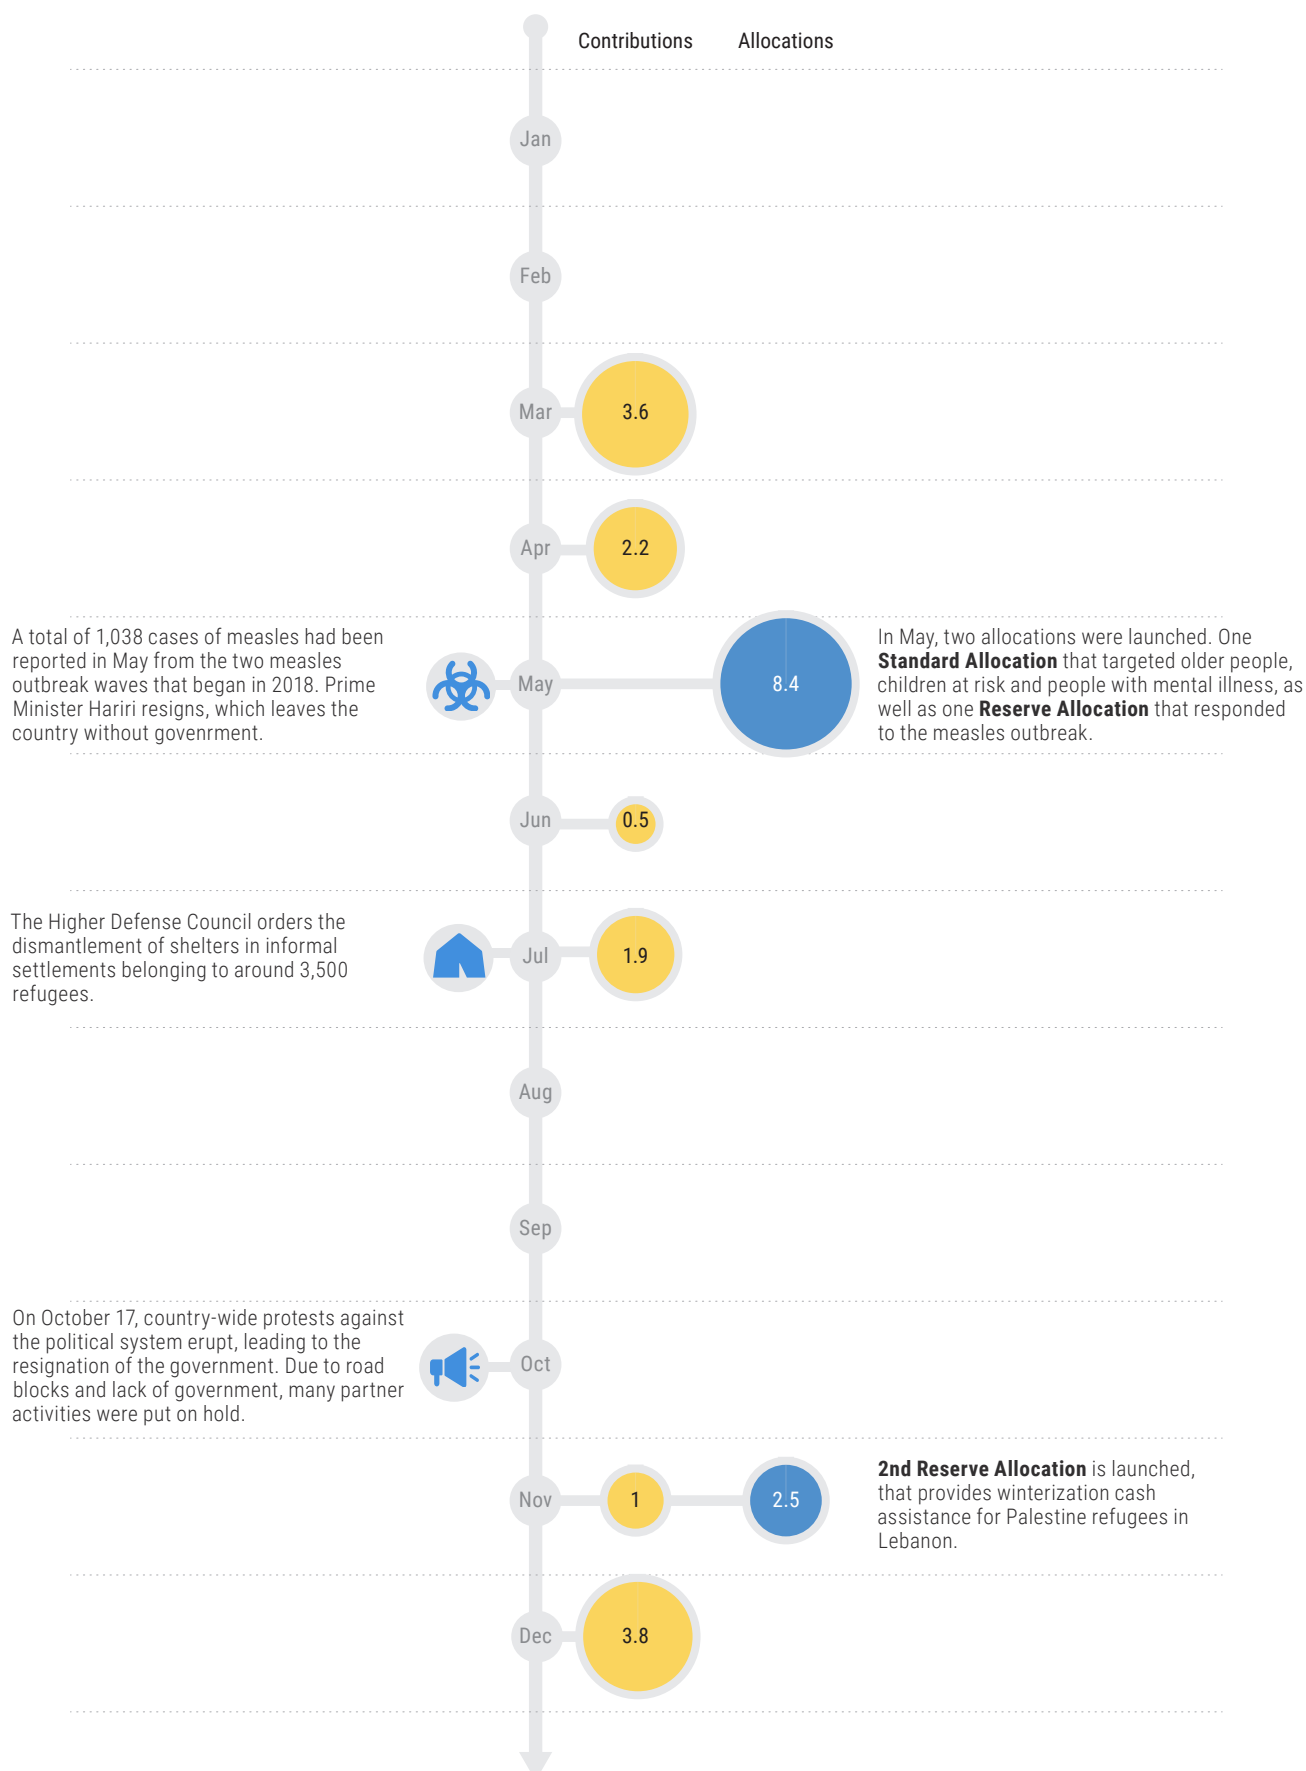 Contributions
Allocations
Jan
Feb
Mar
3.6
Apr
2.2
A total of 1,038 cases of measles had been
reported in May from the two measles
outbreak waves that began in 2018. Prime
Minister Hariri resigns, which leaves the
country without govenrment.
May
8.4
In May, two allocations were launched. One
Standard Allocation that targeted older people,
children at risk and people with mental illness, as
well as one Reserve Allocation that responded
to the measles outbreak.
Jun
0.5
The Higher Defense Council orders the
dismantlement of shelters in informal
settlements belonging to around 3,500
refugees.
Jul
1.9
Aug
Sep
On October 17, country-wide protests against
the political system erupt, leading to the
resignation of the government. Due to road
blocks and lack of government, many partner
activities were put on hold.
Oct
Nov
1
2.5
2nd Reserve Allocation is launched,
that provides winterization cash
assistance for Palestine refugees in
Lebanon.
Dec
3.8